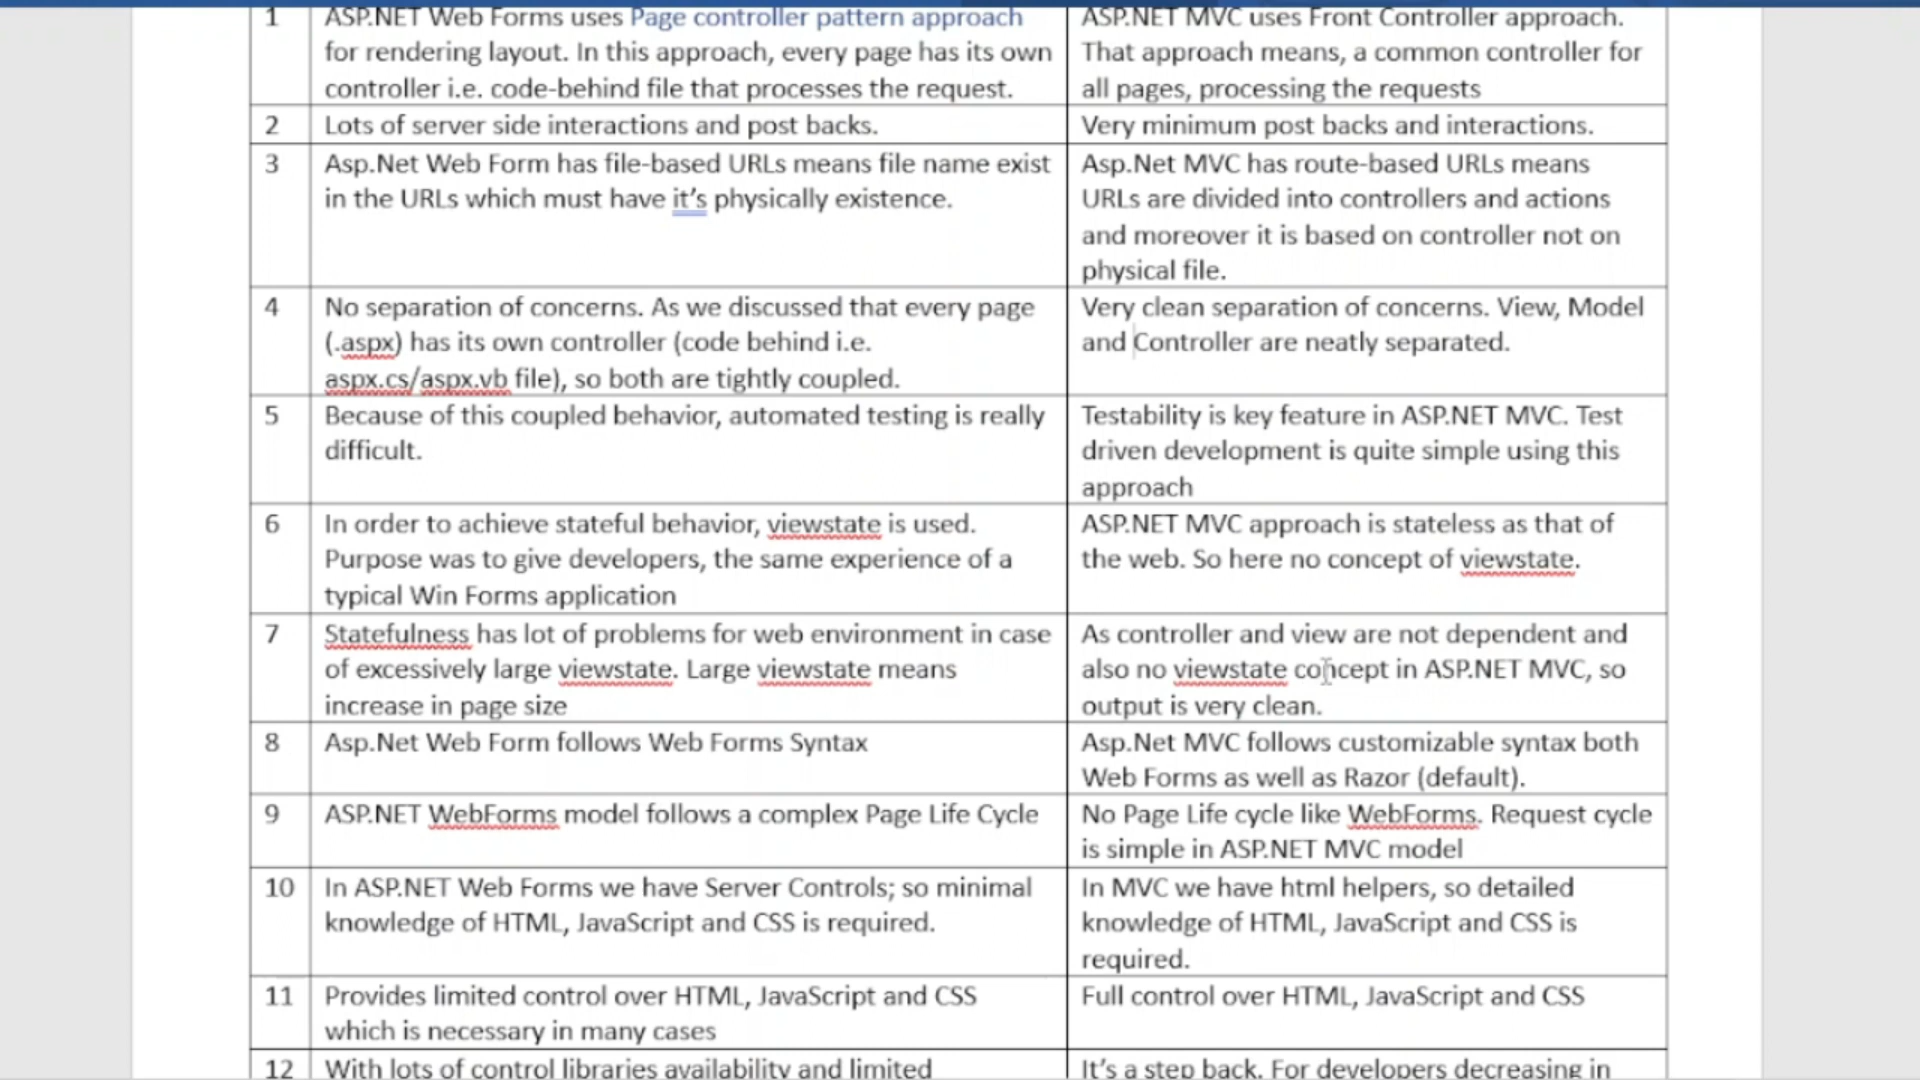 1
ASP.NET Web Forms uses Page controller pattern approach
for rendering layout. In this approach, every page has its own
controller i.e. code-behind file that processes the request.
ASP.NET MVC uses Front Controller approach.
That approach means, a common controller for
all pages, processing the requests
2
Lots of server side interactions and post backs.
Very minimum post backs and interactions.
3
Asp.Net Web Form has file-based URLs means file name exist
in the URLs which must have it’s physically existence.
Asp.Net MVC has route-based URLs means
URLs are divided into controllers and actions
and moreover it is based on controller not on
physical file.
4
No separation of concerns. As we discussed that every page
(.aspx) has its own controller (code behind i.e.
aspx.cs/aspx.vb file), so both are tightly coupled.
Very clean separation of concerns. View, Model
and Controller are neatly separated.
5
Because of this coupled behavior, automated testing is really
difficult.
Testability is key feature in ASP.NET MVC. Test
driven development is quite simple using this
approach
6
In order to achieve stateful behavior, viewstate is used.
Purpose was to give developers, the same experience of a
typical Win Forms application
ASP.NET MVC approach is stateless as that of
the web. So here no concept of viewstate.
7
Statefulness has lot of problems for web environment in case
of excessively large viewstate. Large viewstate means
increase in page size
As controller and view are not dependent and
also no viewstate concept in ASP.NET MVC, so
output is very clean.
8
Asp.Net Web Form follows Web Forms Syntax
Asp.Net MVC follows customizable syntax both
Web Forms as well as Razor (default).
9
ASP.NET WebForms model follows a complex Page Life Cycle
No Page Life cycle like WebForms. Request cycle
is simple in ASP.NET MVC model
10
In ASP.NET Web Forms we have Server Controls; so minimal
knowledge of HTML, JavaScript and CSS is required.
In MVC we have html helpers, so detailed
knowledge of HTML, JavaScript and CSS is
required.
11
Provides limited control over HTML, JavaScript and CSS
which is necessary in many cases
Full control over HTML, JavaScript and CSS
12
With lots of control libraries availability and limited
It’s a step back. For developers decreasing in